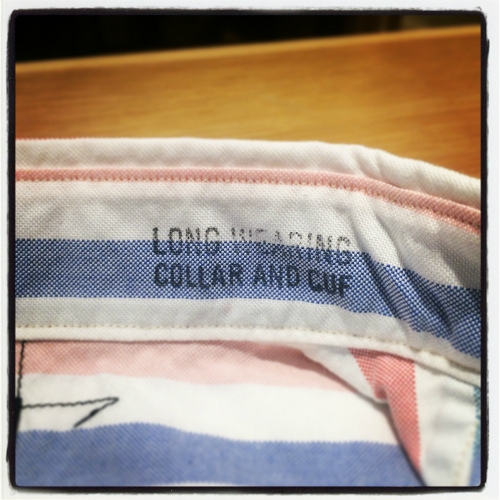 LONG WEARING
COLLAR AND CUF